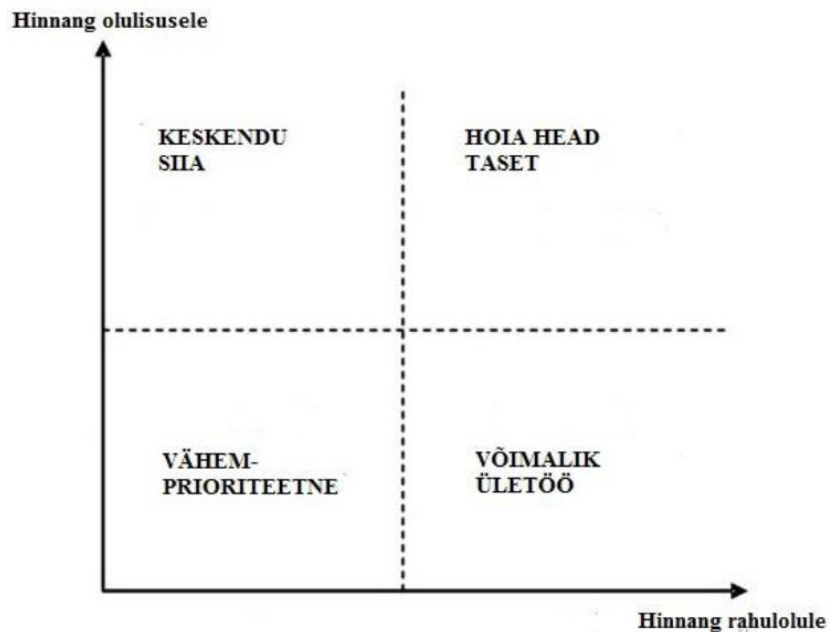 Hinnang olulisusele
KESKENDU
SIIA
HOIA HEAD
TASET
VÄHEM-
PRIORITEETNE
VÕIMALIK
ÜLETÖÖ
Hinnang rahulolule